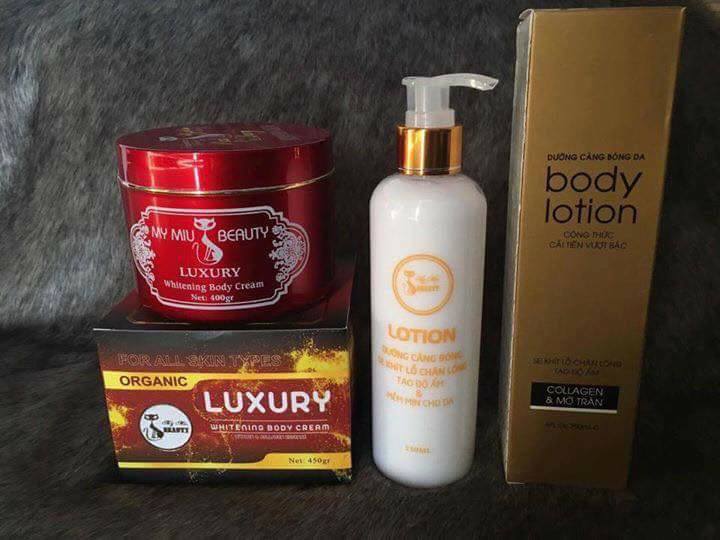 MY MIU BEAUTY
LUXURY
Whitening Body Cream
Net: 400gr
FOR ALL SKIN TYPES
ORGANIC
BEAUTY
LUXURY
WHITENING BODY CREAM
Net: 450gr
BEAUTY
LOTION
DƯỠNG CĂNG BÓNG
SE KHÍT LỖ CHÂN LÔNG
TẠO ĐỘ ẨM
&
MỀM MỊN CHO DA
250ML
DƯỠNG CĂNG BÓNG DA
body
lotion
CÔNG THỨC
CẢI TIẾN VƯỢT BẬC
SE KHÍT LỖ CHÂN LÔNG
TẠO ĐỘ ẨM
COLLAGEN
& MỠ TRĂN